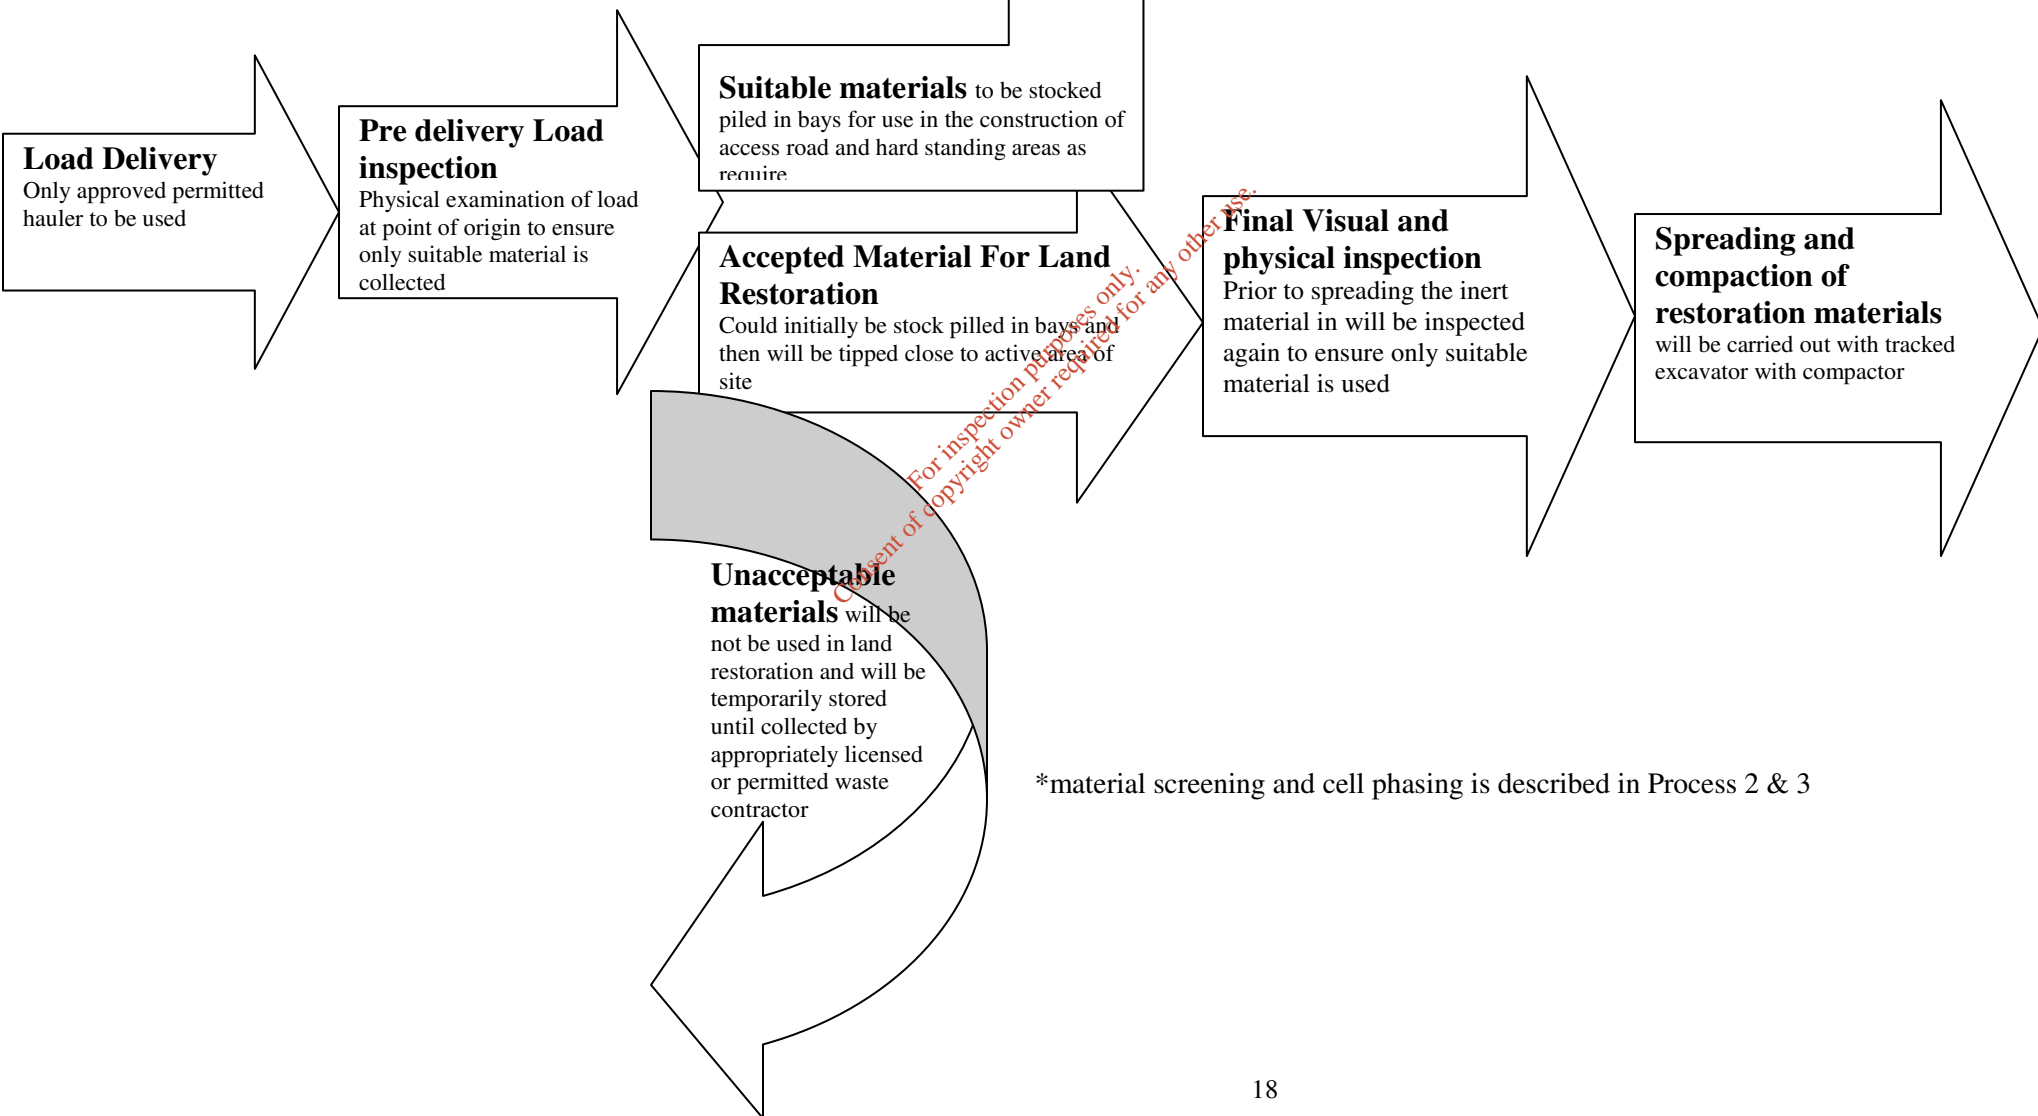 Load Delivery
Only approved permitted
hauler to be used
Pre delivery Load
inspection
Physical examination of load
at point of origin to ensure
only suitable material is
collected
Suitable materials to be stocked
piled in bays for use in the construction of
access road and hard standing areas as
require
Accepted Material For Land
Restoration
Could initially be stock pilled in bays and
then will be tipped close to active area of
site
Final Visual and
physical inspection
Prior to spreading the inert
material in will be inspected
again to ensure only suitable
material is used
Spreading and
compaction of
restoration materials
will be carried out with tracked
excavator with compactor
Unacceptable
materials will be
not be used in land
restoration and will be
temporarily stored
until collected by
appropriately licensed
or permitted waste
contractor
For inspection purposes only.
Consent of copyright owner required for any other use.
*material screening and cell phasing is described in Process 2 & 3
18